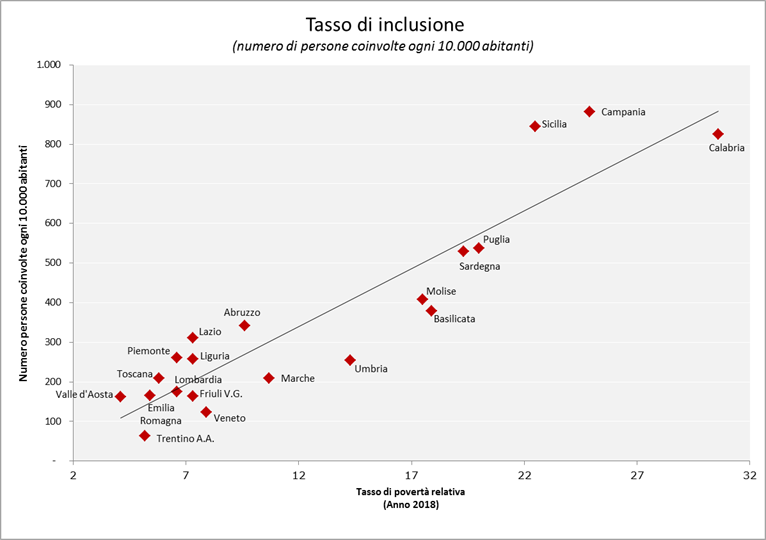 Tasso di inclusione
(numero di persone coinvolte ogni 10.000 abitanti)
Numero persone coinvolte ogni 10.000 abitanti
1.000
900
800
700
600
500
400
300
200
100
-
Campania
Sicilia
Calabria
Puglia
Sardegna
Molise
Basilicata
Abruzzo
Lazio
Piemonte
Liguria
Umbria
Toscana
Lombardia
Marche
Valle d'Aosta
Friuli V.G.
Emilia
Romagna
Veneto
Trentino A.A.
2
7
12
17
22
27
32
Tasso di povertà relativa
(Anno 2018)